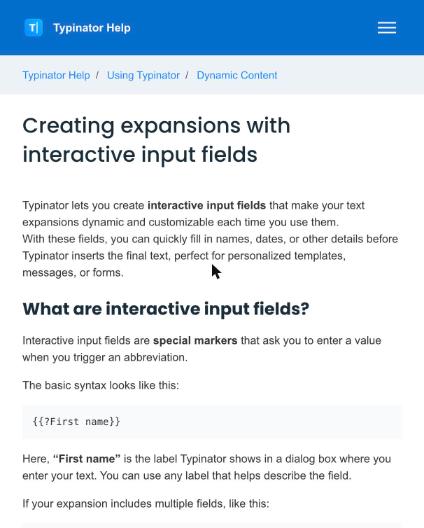 T| Typinator Help
Typinator Help / Using Typinator / Dynamic Content
Creating expansions with
interactive input fields
Typinator lets you create interactive input fields that make your text
expansions dynamic and customizable each time you use them.
With these fields, you can quickly fill in names, dates, or other details before
Typinator inserts the final text, perfect for personalized templates,
messages, or forms.
What are interactive input fields?
Interactive input fields are special markers that ask you to enter a value
when you trigger an abbreviation.
The basic syntax looks like this:
{{?First name}}
Here, “First name” is the label Typinator shows in a dialog box where you
enter your text. You can use any label that helps describe the field.
If your expansion includes multiple fields, like this: